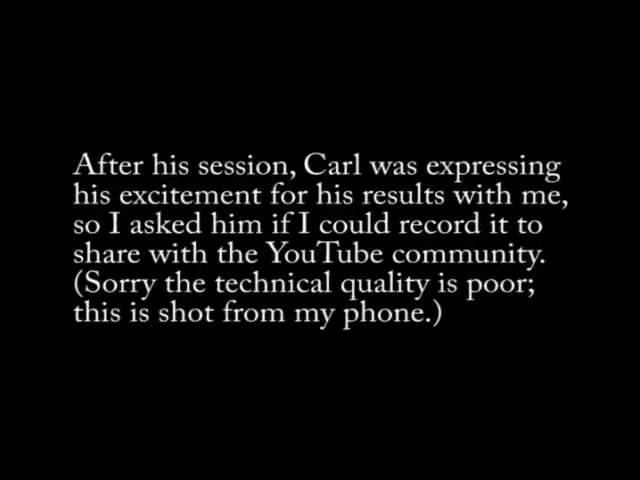 After his session, Carl was expressing
his excitement for his results with me,
so I asked him if I could record it to
share with the YouTube community.
(Sorry the technical quality is poor;
this is shot from my phone.)